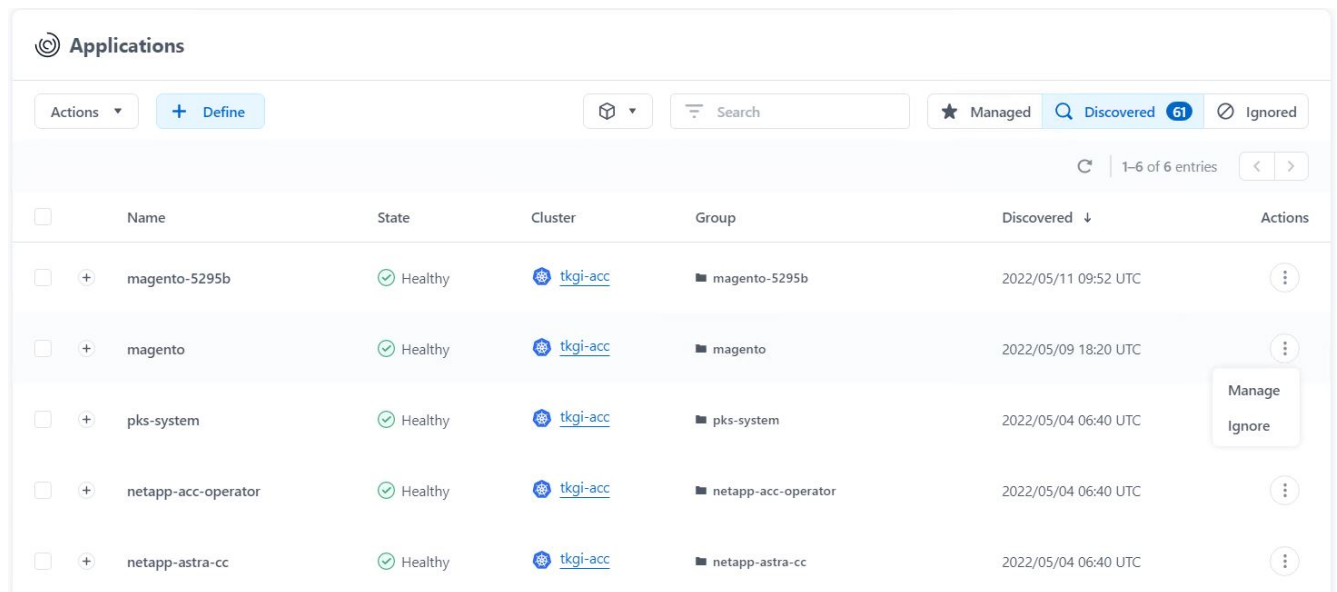 Applications
Actions Define Search Managed Discovered 61 Ignored
1–6 of 6 entries
Name State Cluster Group Discovered Actions
magento-5295b Healthy tkgi-acc magento-5295b 2022/05/11 09:52 UTC
magento Healthy tkgi-acc magento 2022/05/09 18:20 UTC
Manage
pks-system Healthy tkgi-acc pks-system 2022/05/04 06:40 UTC
Ignore
netapp-acc-operator Healthy tkgi-acc netapp-acc-operator 2022/05/04 06:40 UTC
netapp-astra-cc Healthy tkgi-acc netapp-astra-cc 2022/05/04 06:40 UTC